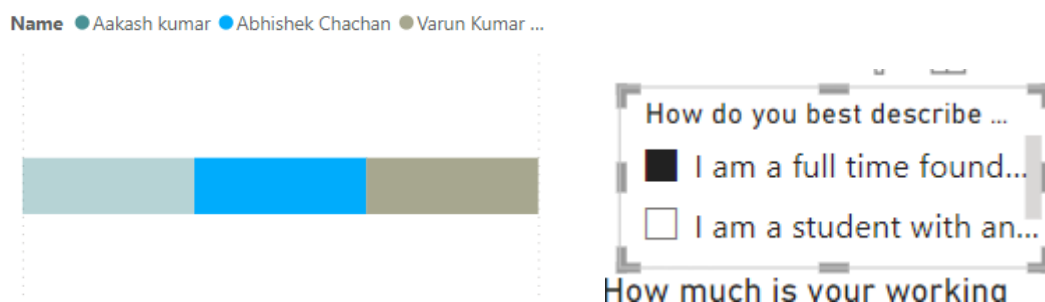 Name Aakash kumar Abhishek Chachan Varun Kumar ...
How do you best describe ...
I am a full time found...
I am a student with an...
How much is your working